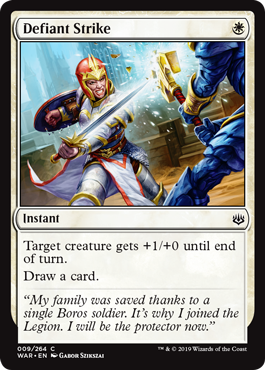 Defiant Strike
Instant
Target creature gets +1/+0 until end
of turn.
Draw a card.
“My family was saved thanks to a
single Boros soldier. It’s why I joined the
Legion. I will be the protector now.”
009/264 C
WAR • EN Gabor Szikszai
™ & © 2019 Wizards of the Coast